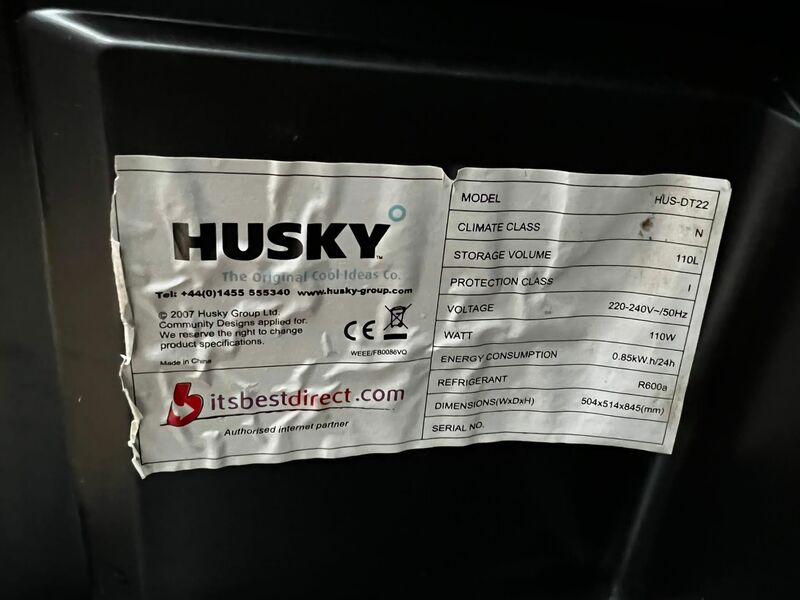 HUSKY™
The Original Cool Ideas Co.
Tel: +44(0)1455 555340 www.husky-group.com
© 2007 Husky Group Ltd.
Community Designs applied for.
We reserve the right to change
product specifications.
Made in China
CE
WEEE/FB0086VQ
itsbestdirect.com
Authorised internet partner
MODEL HUS-DT22
CLIMATE CLASS N
STORAGE VOLUME 110L
PROTECTION CLASS I
VOLTAGE 220-240V~/50Hz
WATT 110W
ENERGY CONSUMPTION 0.85kW.h/24h
REFRIGERANT R600a
DIMENSIONS(WxDxH) 504x514x845(mm)
SERIAL NO.